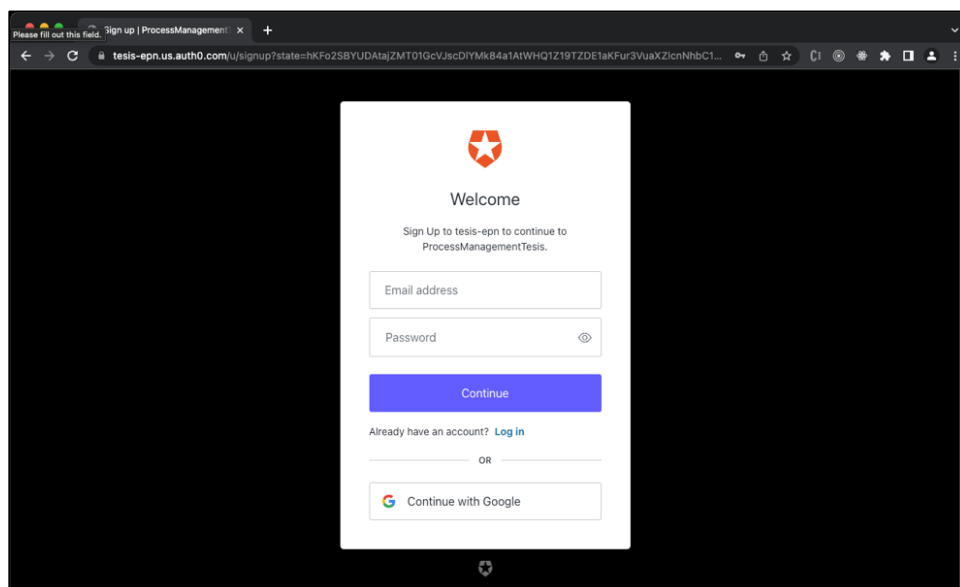 Please fill out this field.
Sign up | ProcessManagementT
tesis-epn.us.auth0.com/u/signup?state=hKFo2SBYUDAtajZMT01GcVJscDlYMk84a1AtWHQ1Z19TZDE1aKFur3VuaXZlcnNhbC1...
Welcome
Sign Up to tesis-epn to continue to
ProcessManagementTesis.
Email address
Password
Continue
Already have an account? Log in
OR
Continue with Google